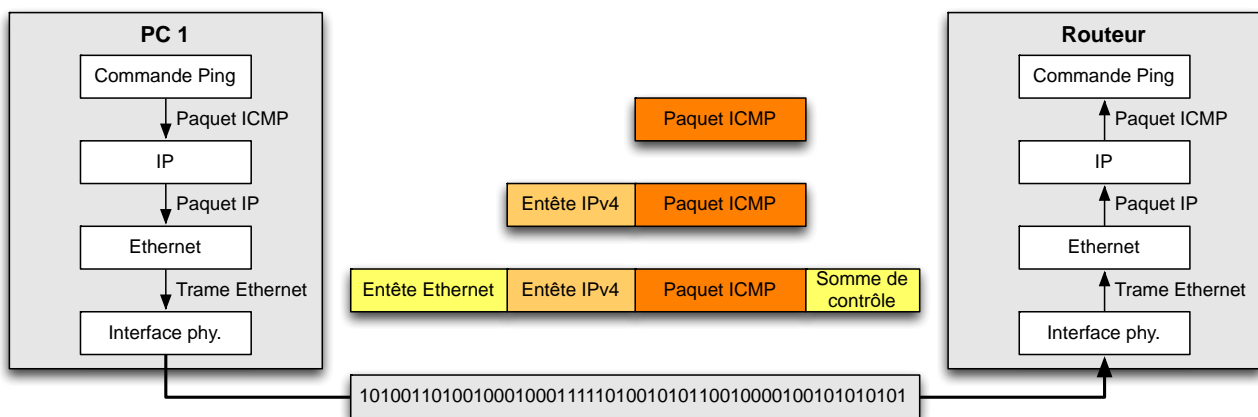 PC 1
Commande Ping
Paquet ICMP
IP
Paquet IP
Ethernet
Trame Ethernet
Interface phy.
Paquet ICMP
Entête IPv4
Paquet ICMP
Entête Ethernet
Entête IPv4
Paquet ICMP
Somme de
contrôle
1010011010010001000111110100101011001000010010101010101
Routeur
Commande Ping
Paquet ICMP
IP
Paquet IP
Ethernet
Trame Ethernet
Interface phy.